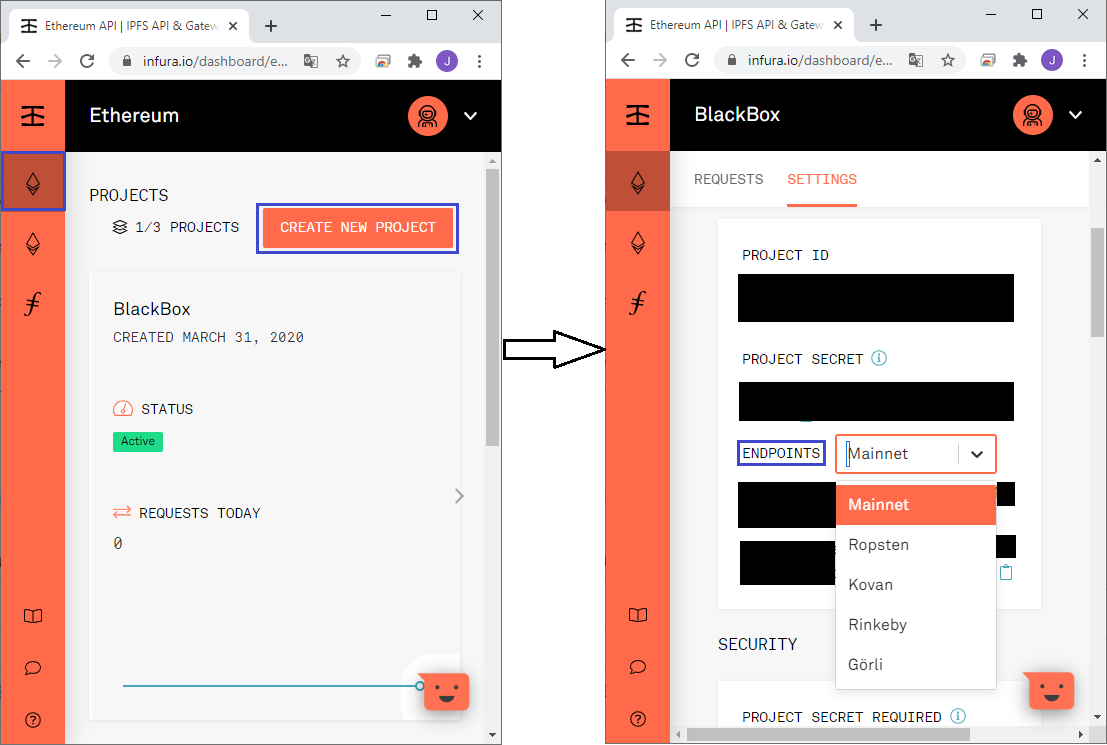 Ethereum API | IPFS API & Gatew
infura.io/dashboard/e...
J
Ethereum
PROJECTS
1/3 PROJECTS
CREATE NEW PROJECT
BlackBox
CREATED MARCH 31, 2020
STATUS
Active
REQUESTS TODAY
0
Ethereum API | IPFS API & Gatew
infura.io/dashboard/e...
J
BlackBox
REQUESTS SETTINGS
PROJECT ID
PROJECT SECRET
ENDPOINTS Mainnet
Mainnet
Ropsten
Kovan
Rinkeby
Görli
SECURITY
PROJECT SECRET REQUIRED